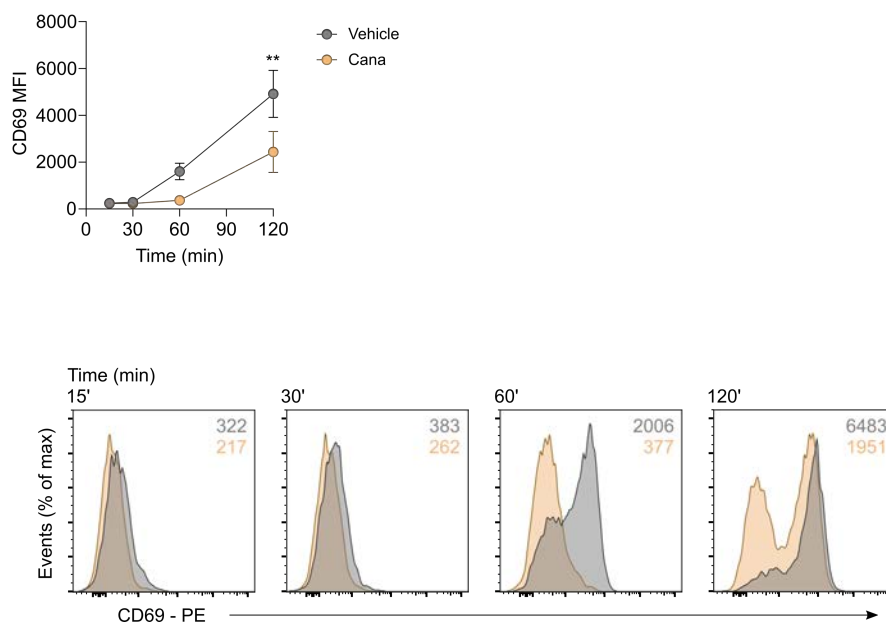 8000
6000
4000
2000
0
CD69 MFI
**
0 30 60 90 120
Time (min)
Vehicle
Cana
Time (min)
15' 30' 60' 120'
322 383 2006 6483
217 262 377 1951
Events (% of max)
CD69 - PE